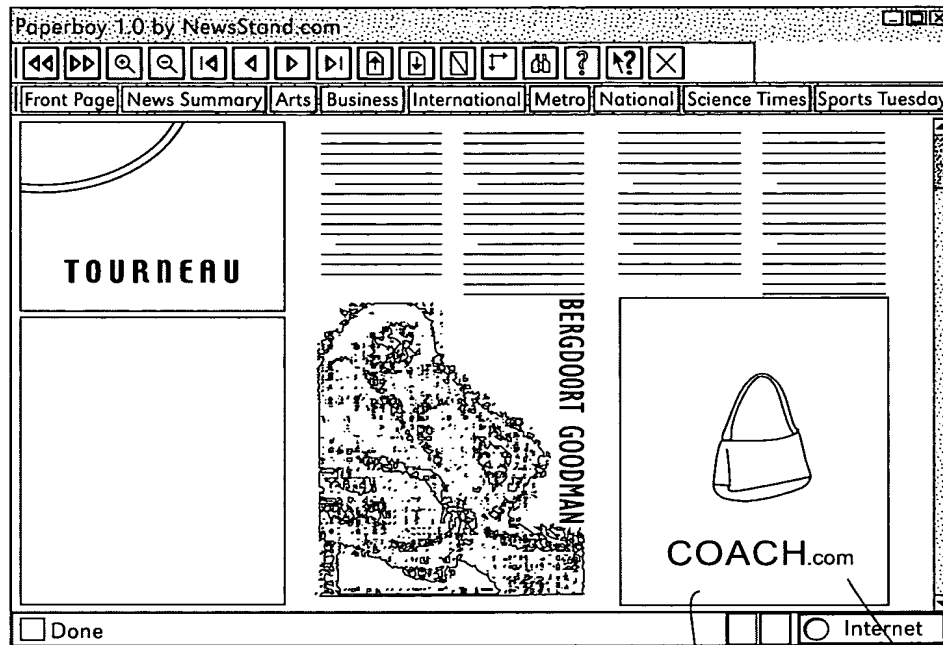 Paperboy 1.0 by NewsStand.com
Front Page News Summary Arts Business International Metro National Science Times Sports Tuesday
TOURNEAU
BERGDOORT GOODMAN
COACH.com
Done
Internet